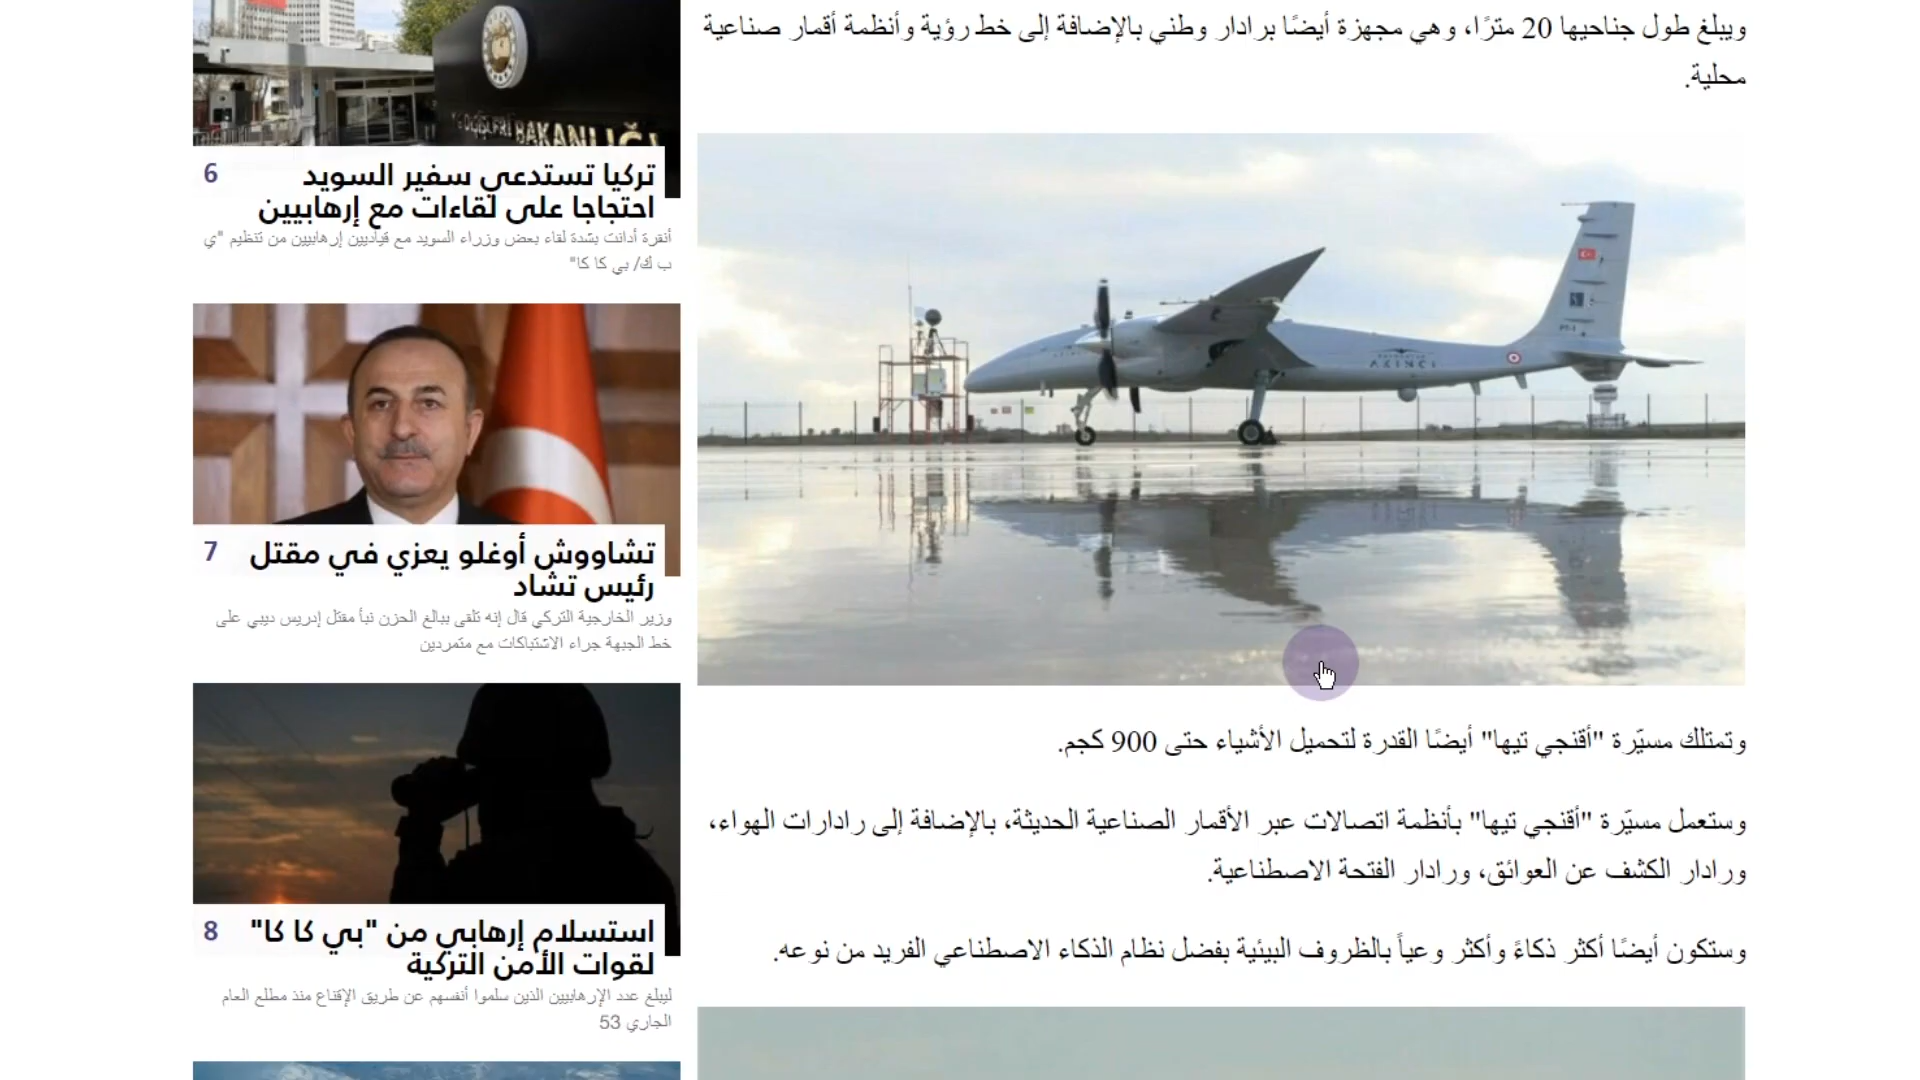 ويبلغ طول جناحيها 20 مترًا، وهي مجهزة أيضًا برادار وطني بالإضافة إلى خط رؤية وأنظمة أقمار صناعية
محلية.
AKINCI
وتمتلك مسيّرة "أقنجي تيها" أيضًا القدرة لتحميل الأشياء حتى 900 كجم.
وستعمل مسيّرة "أقنجي تيها" بأنظمة اتصالات عبر الأقمار الصناعية الحديثة، بالإضافة إلى رادارات الهواء،
ورادار الكشف عن العوائق، ورادار الفتحة الاصطناعية.
وستكون أيضًا أكثر ذكاءً وأكثر وعياً بالظروف البيئية بفضل نظام الذكاء الاصطناعي الفريد من نوعه.
BAKANLIĞI
6
تركيا تستدعي سفير السويد
احتجاجا على لقاءات مع إرهابيين
أنقرة أدانت بشدة لقاء بعض وزراء السويد مع قياديين إرهابيين من تنظيم "ي
ب ك/ بي كا كا"
7
تشاووش أوغلو يعزي في مقتل
رئيس تشاد
وزير الخارجية التركي قال إنه تلقى ببالغ الحزن نبأ مقتل إدريس ديبي على
خط الجبهة جراء الاشتباكات مع متمردين
8
استسلام إرهابي من "بي كا كا"
لقوات الأمن التركية
ليبلغ عدد الإرهابيين الذين سلموا أنفسهم عن طريق الإقناع منذ مطلع العام
الجاري 53